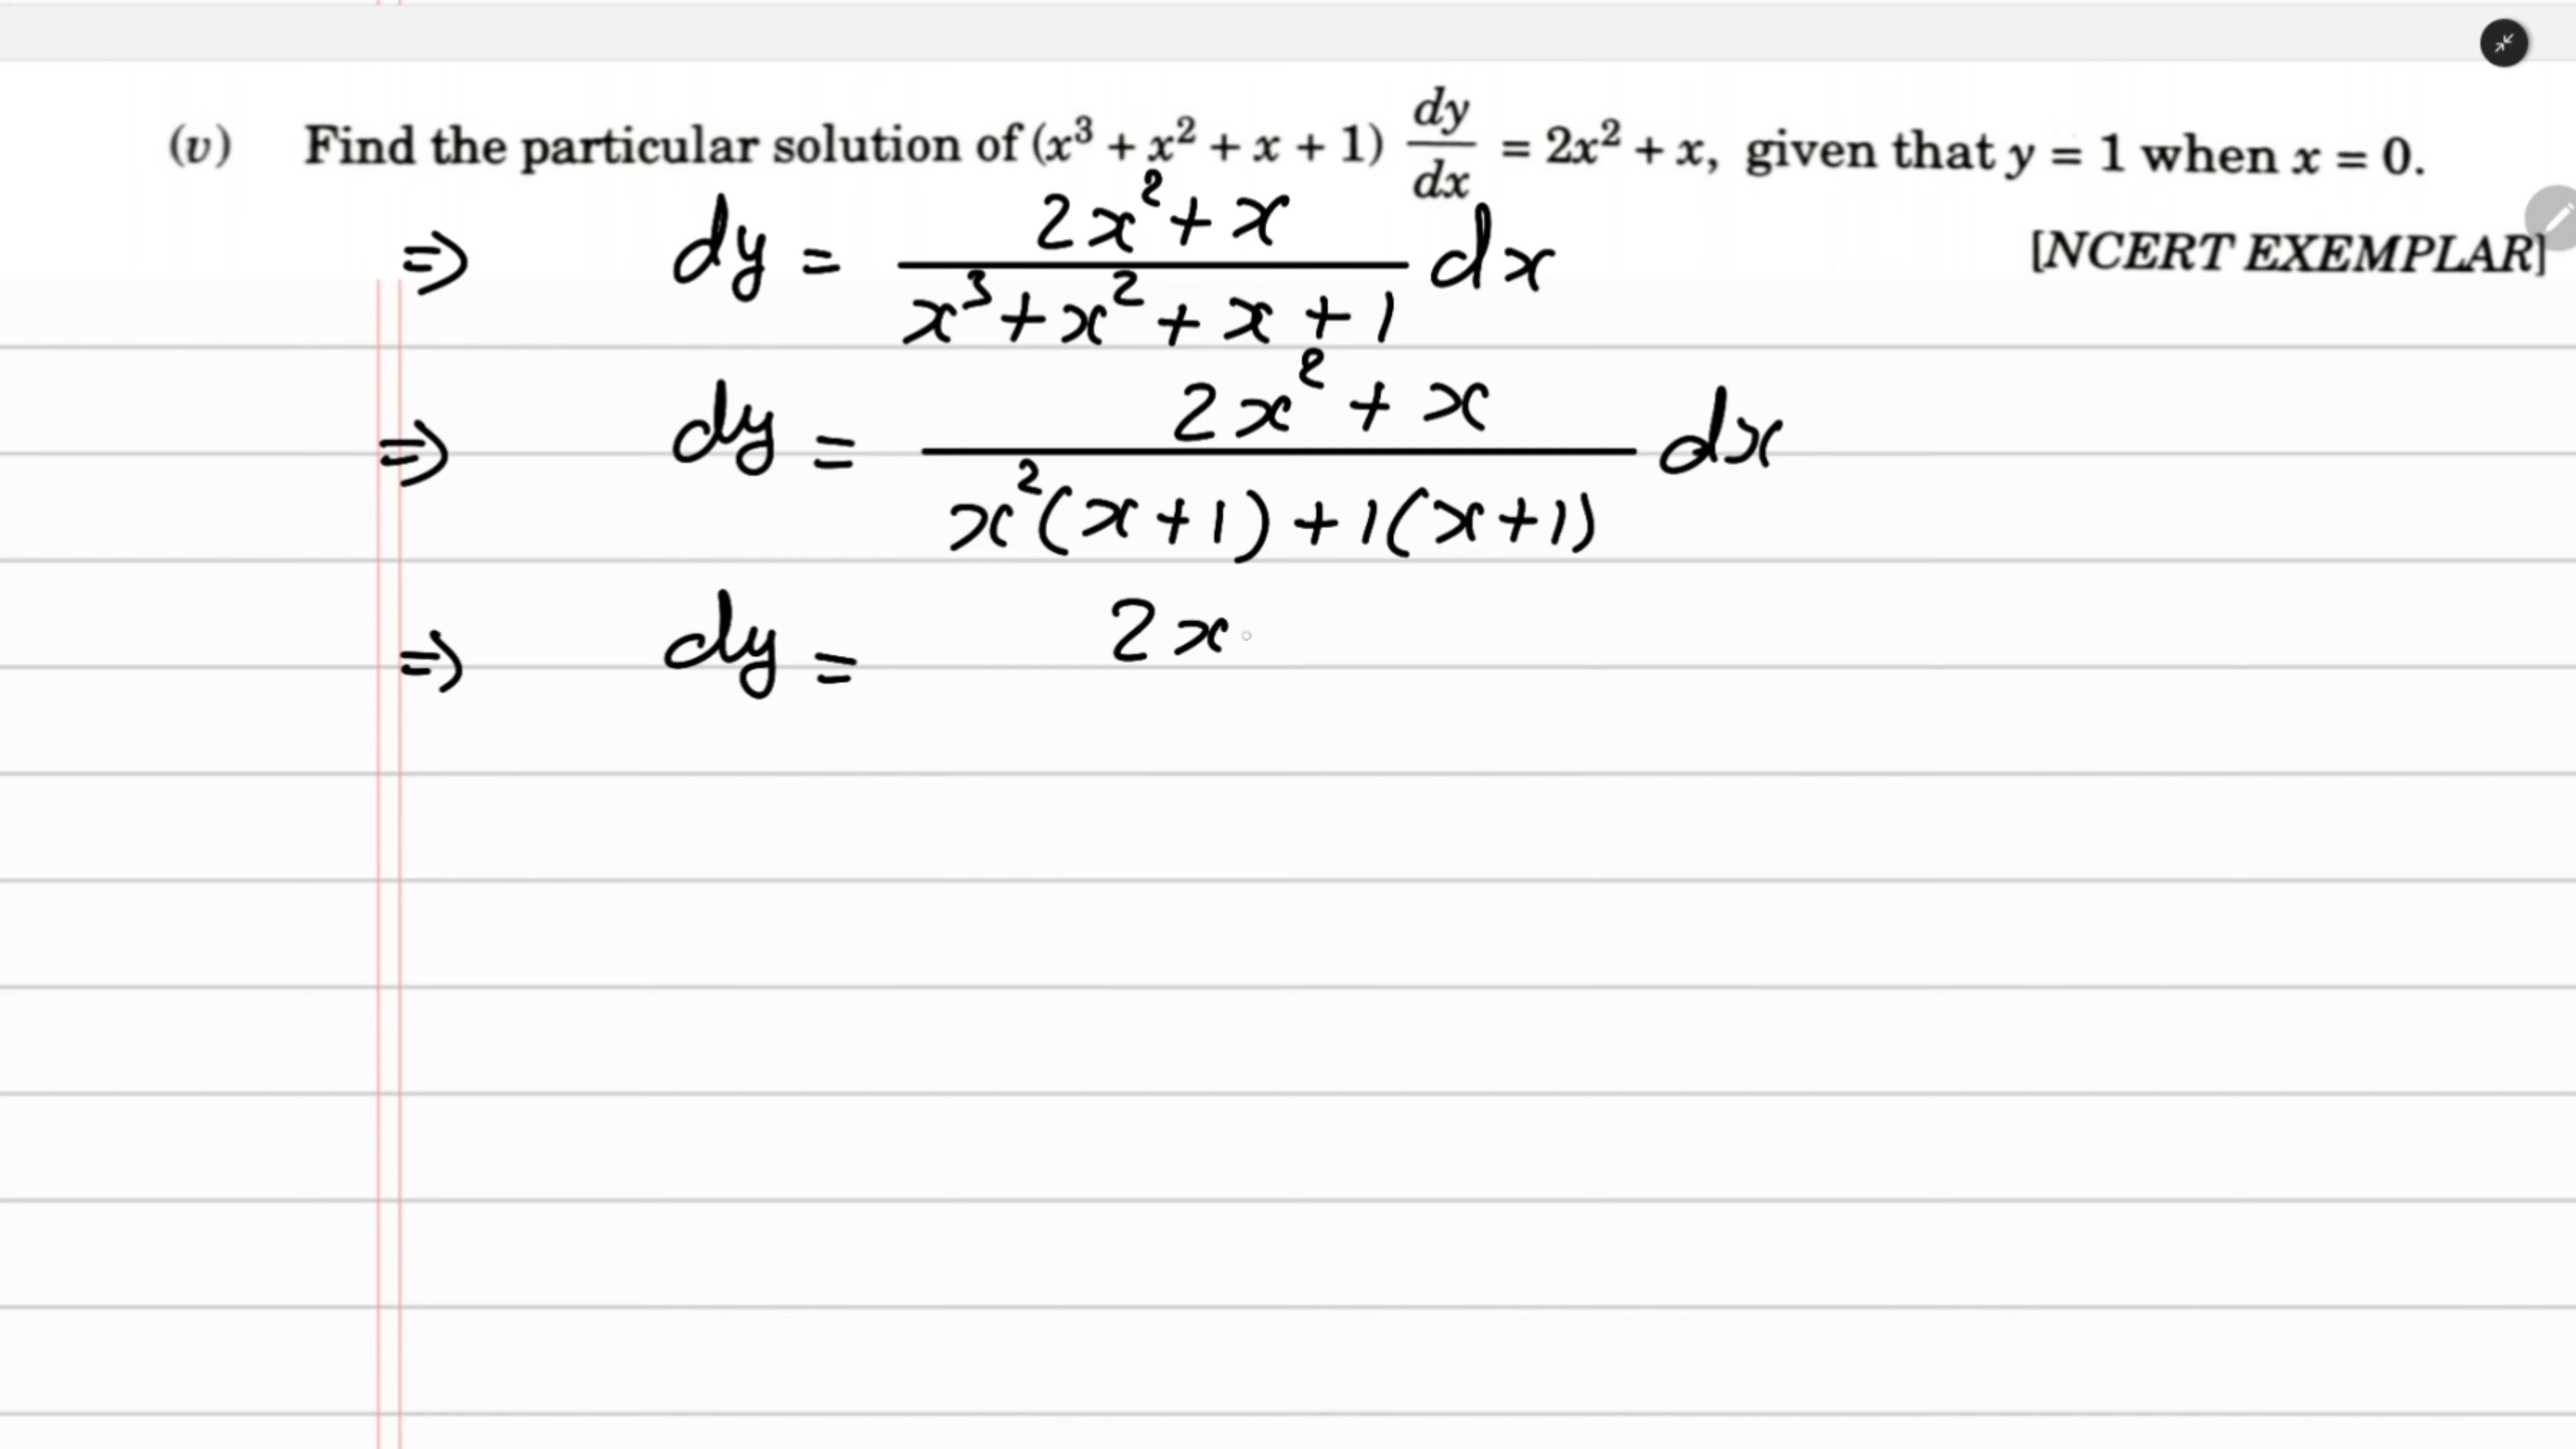 (v) Find the particular solution of (x³ + x² + x + 1) dy/dx = 2x² + x, given that y = 1 when x = 0.
[NCERT EXEMPLAR]
⇒ dy = (2x² + x)/(x³ + x² + x + 1) dx
⇒ dy = (2x² + x)/(x²(x+1) + 1(x+1)) dx
⇒ dy = 2x